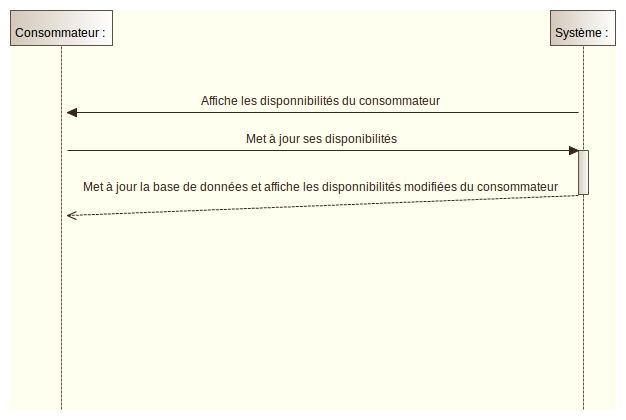 Consommateur :
Système :
Affiche les disponnibilités du consommateur
Met à jour ses disponibilités
Met à jour la base de données et affiche les disponnibilités modifiées du consommateur